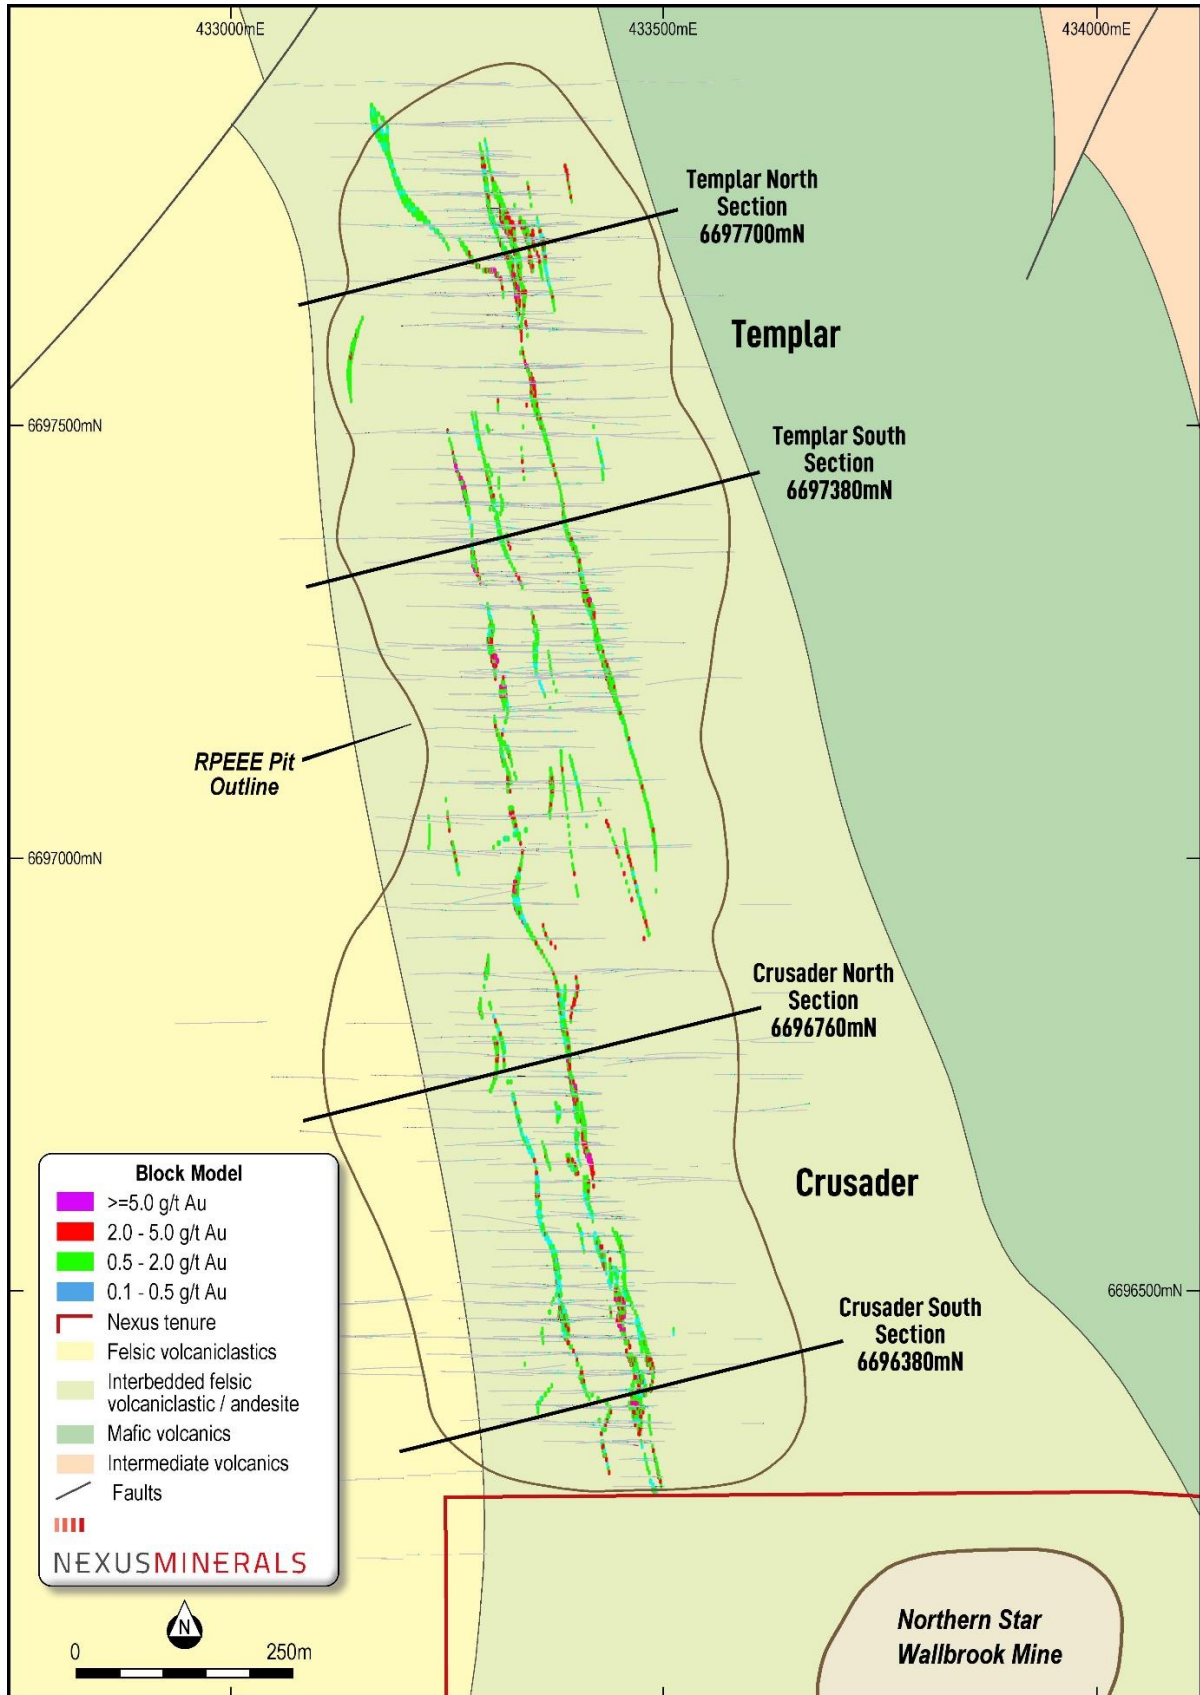 433000mE
433500mE
434000mE
Templar North
Section
6697700mN
Templar
6697500mN
Templar South
Section
6697380mN
RPEEE Pit
Outline
6697000mN
Crusader North
Section
6696760mN
Crusader
6696500mN
Crusader South
Section
6696380mN
Block Model
>=5.0 g/t Au
2.0 - 5.0 g/t Au
0.5 - 2.0 g/t Au
0.1 - 0.5 g/t Au
Nexus tenure
Felsic volcaniclastics
Interbedded felsic
volcaniclastic / andesite
Mafic volcanics
Intermediate volcanics
Faults
NEXUSMINERALS
N
0 250m
Northern Star
Wallbrook Mine